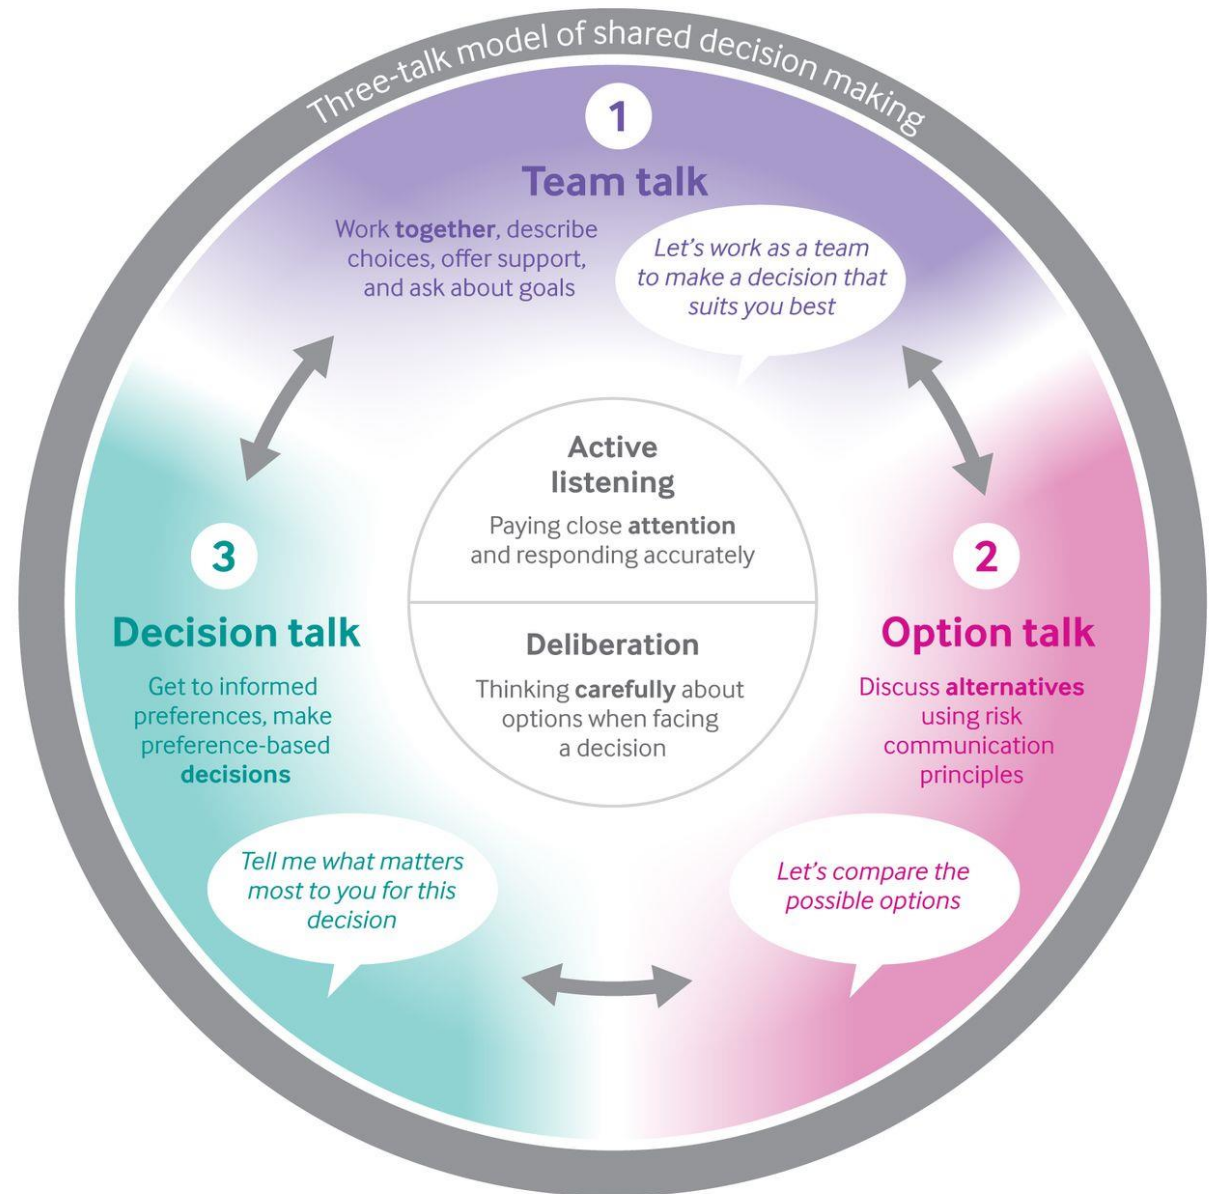 Three-talk model of shared decision making
1
Team talk
Work together, describe
choices, offer support,
and ask about goals
Let's work as a team
to make a decision that
suits you best
Active
listening
Paying close attention
and responding accurately
Deliberation
Thinking carefully about
options when facing
a decision
2
Option talk
Discuss alternatives
using risk
communication
principles
Let's compare the
possible options
3
Decision talk
Get to informed
preferences, make
preference-based
decisions
Tell me what matters
most to you for this
decision